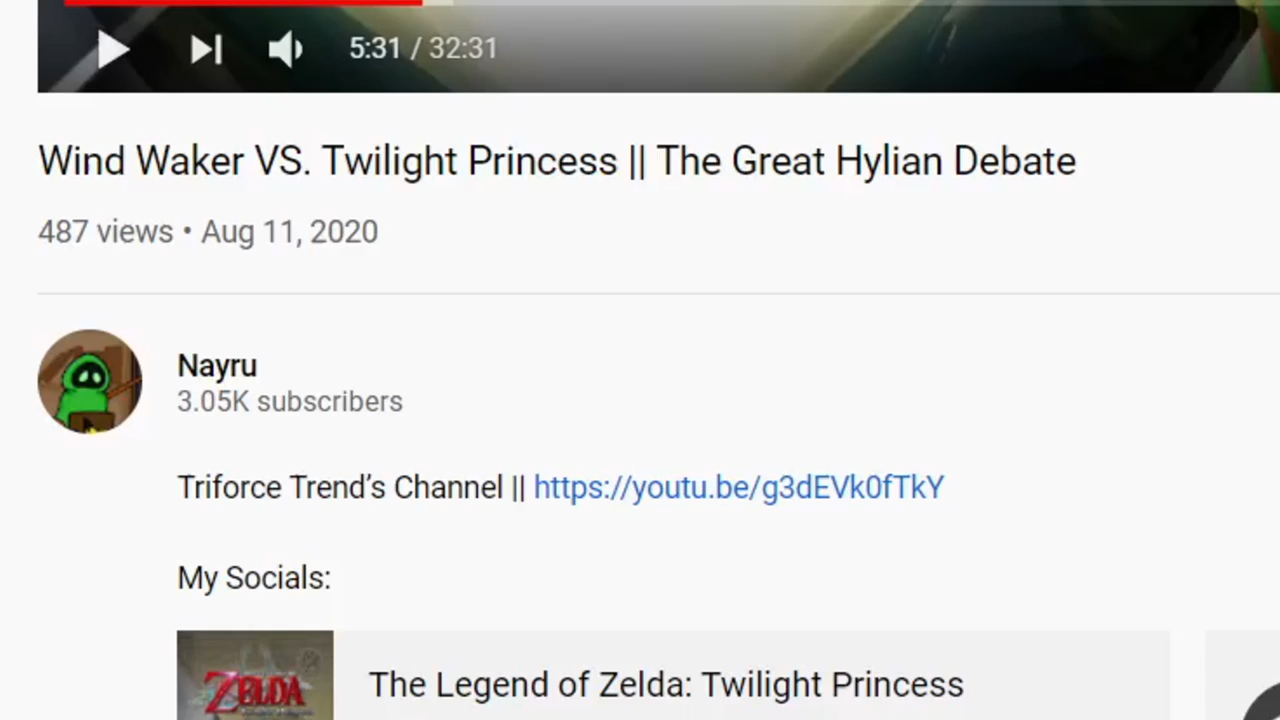 5:31 / 32:31
Wind Waker VS. Twilight Princess || The Great Hylian Debate
487 views • Aug 11, 2020
Nayru
3.05K subscribers
Triforce Trend’s Channel || https://youtu.be/g3dEVk0fTkY
My Socials:
ZELDA
The Legend of Zelda: Twilight Princess